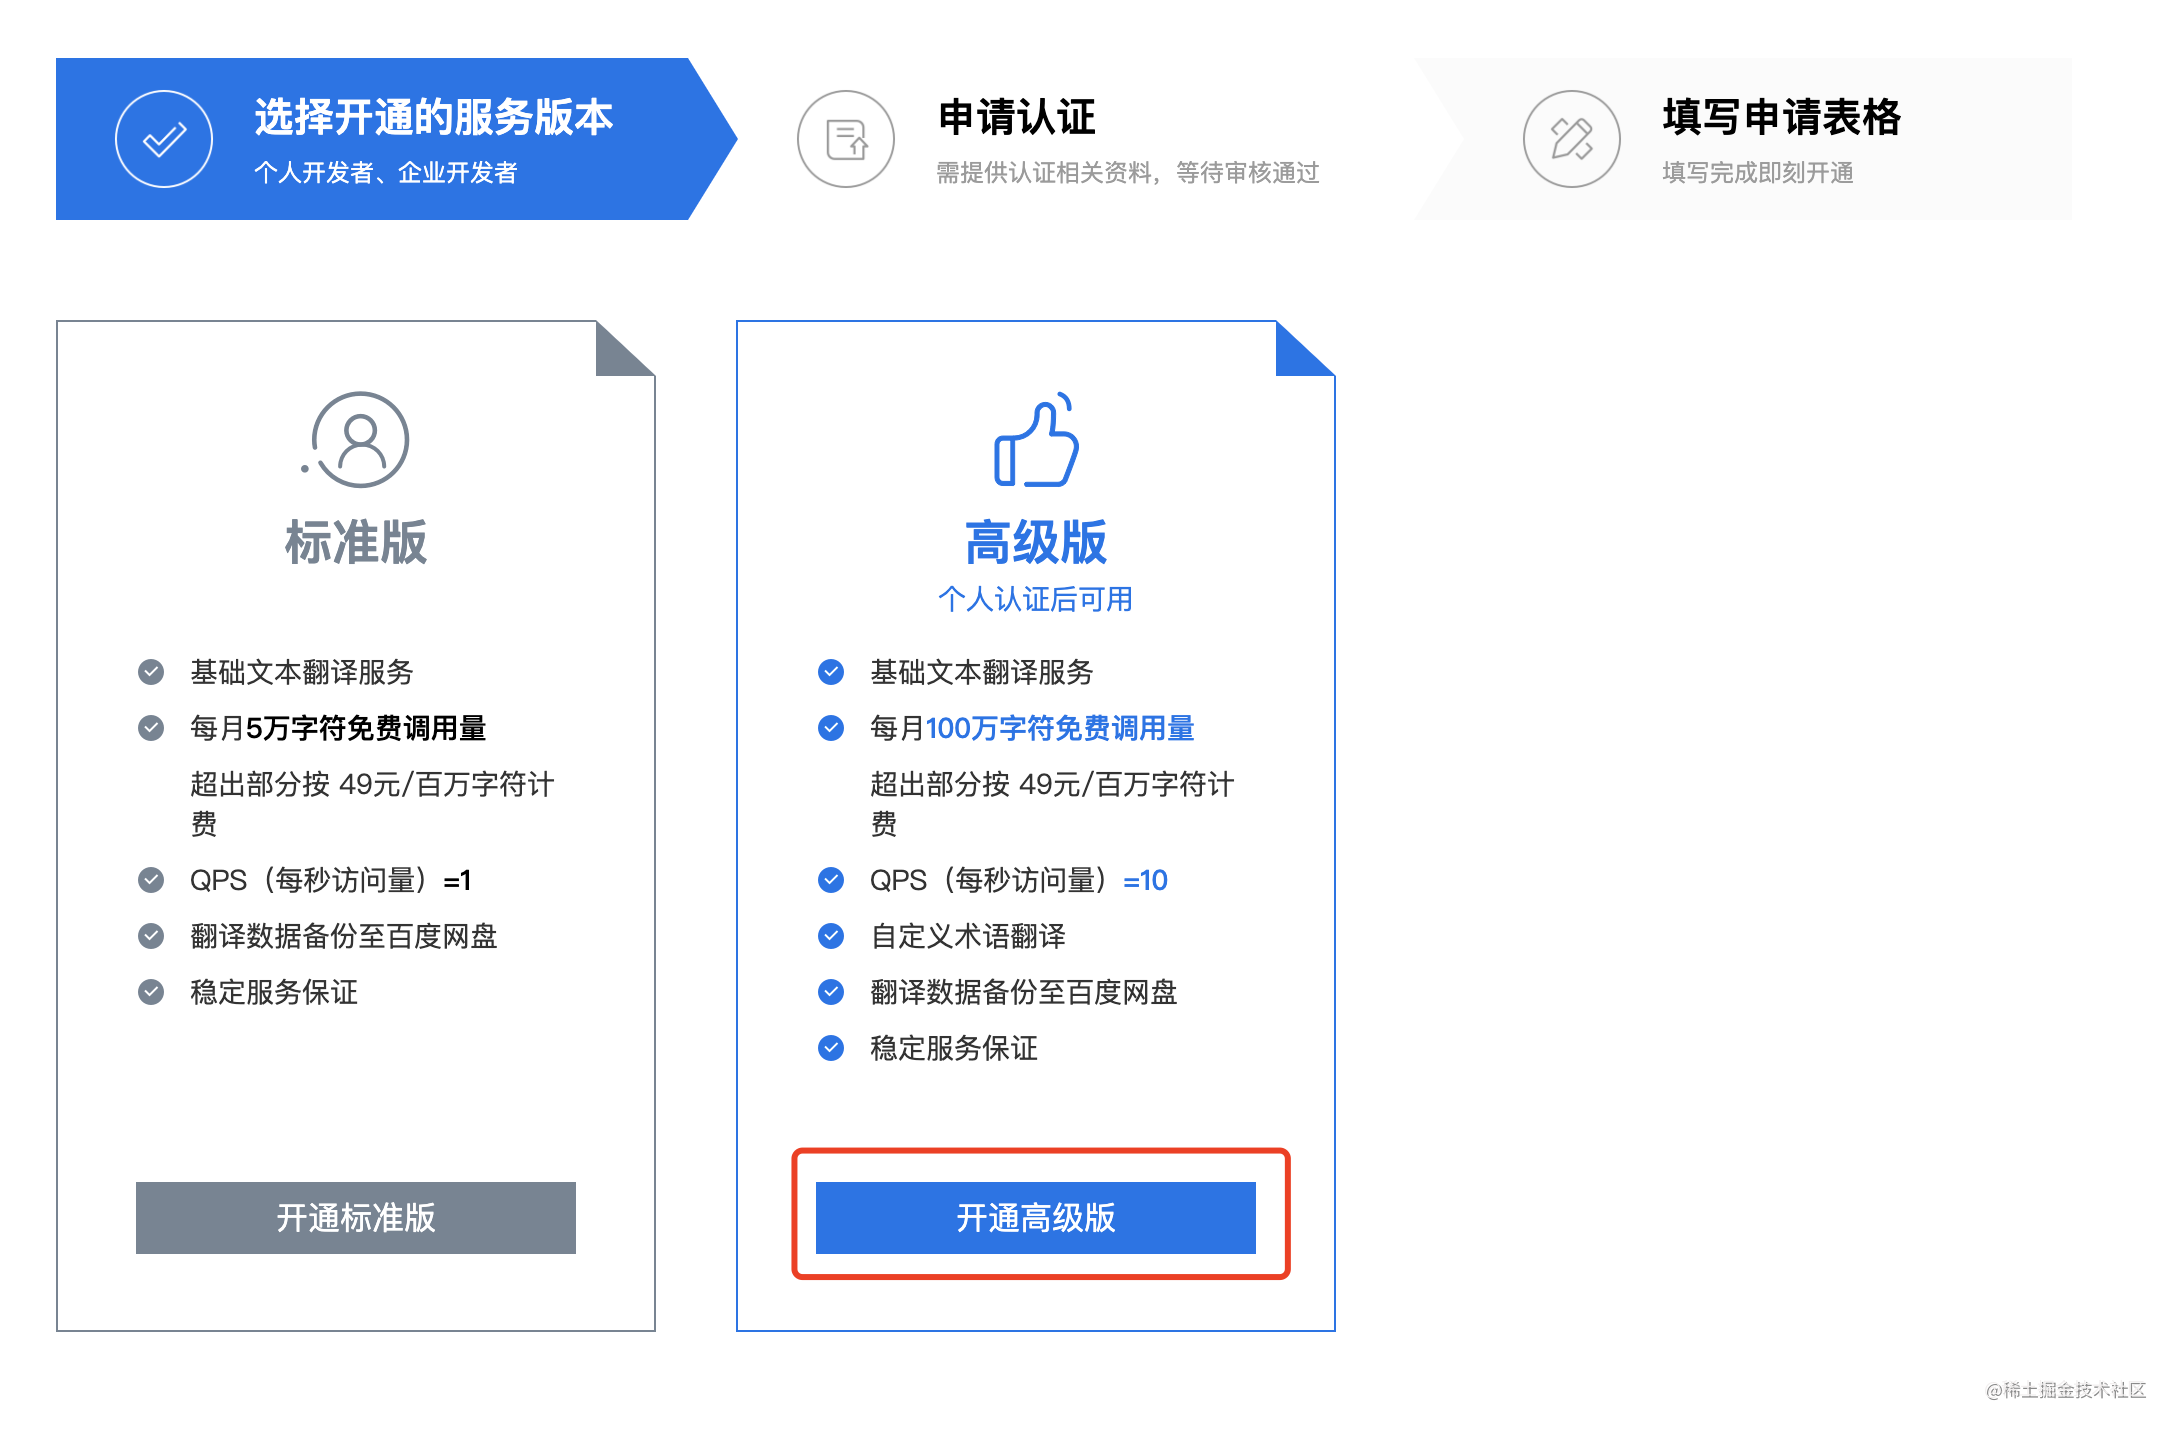 选择开通的服务版本
个人开发者、企业开发者
申请认证
需提供认证相关资料，等待审核通过
填写申请表格
填写完成即刻开通
标准版
基础文本翻译服务
每月5万字符免费调用量
超出部分按 49元/百万字符计
费
QPS（每秒访问量）=1
翻译数据备份至百度网盘
稳定服务保证
开通标准版
高级版
个人认证后可用
基础文本翻译服务
每月100万字符免费调用量
超出部分按 49元/百万字符计
费
QPS（每秒访问量）=10
自定义术语翻译
翻译数据备份至百度网盘
稳定服务保证
开通高级版
@稀土掘金技术社区